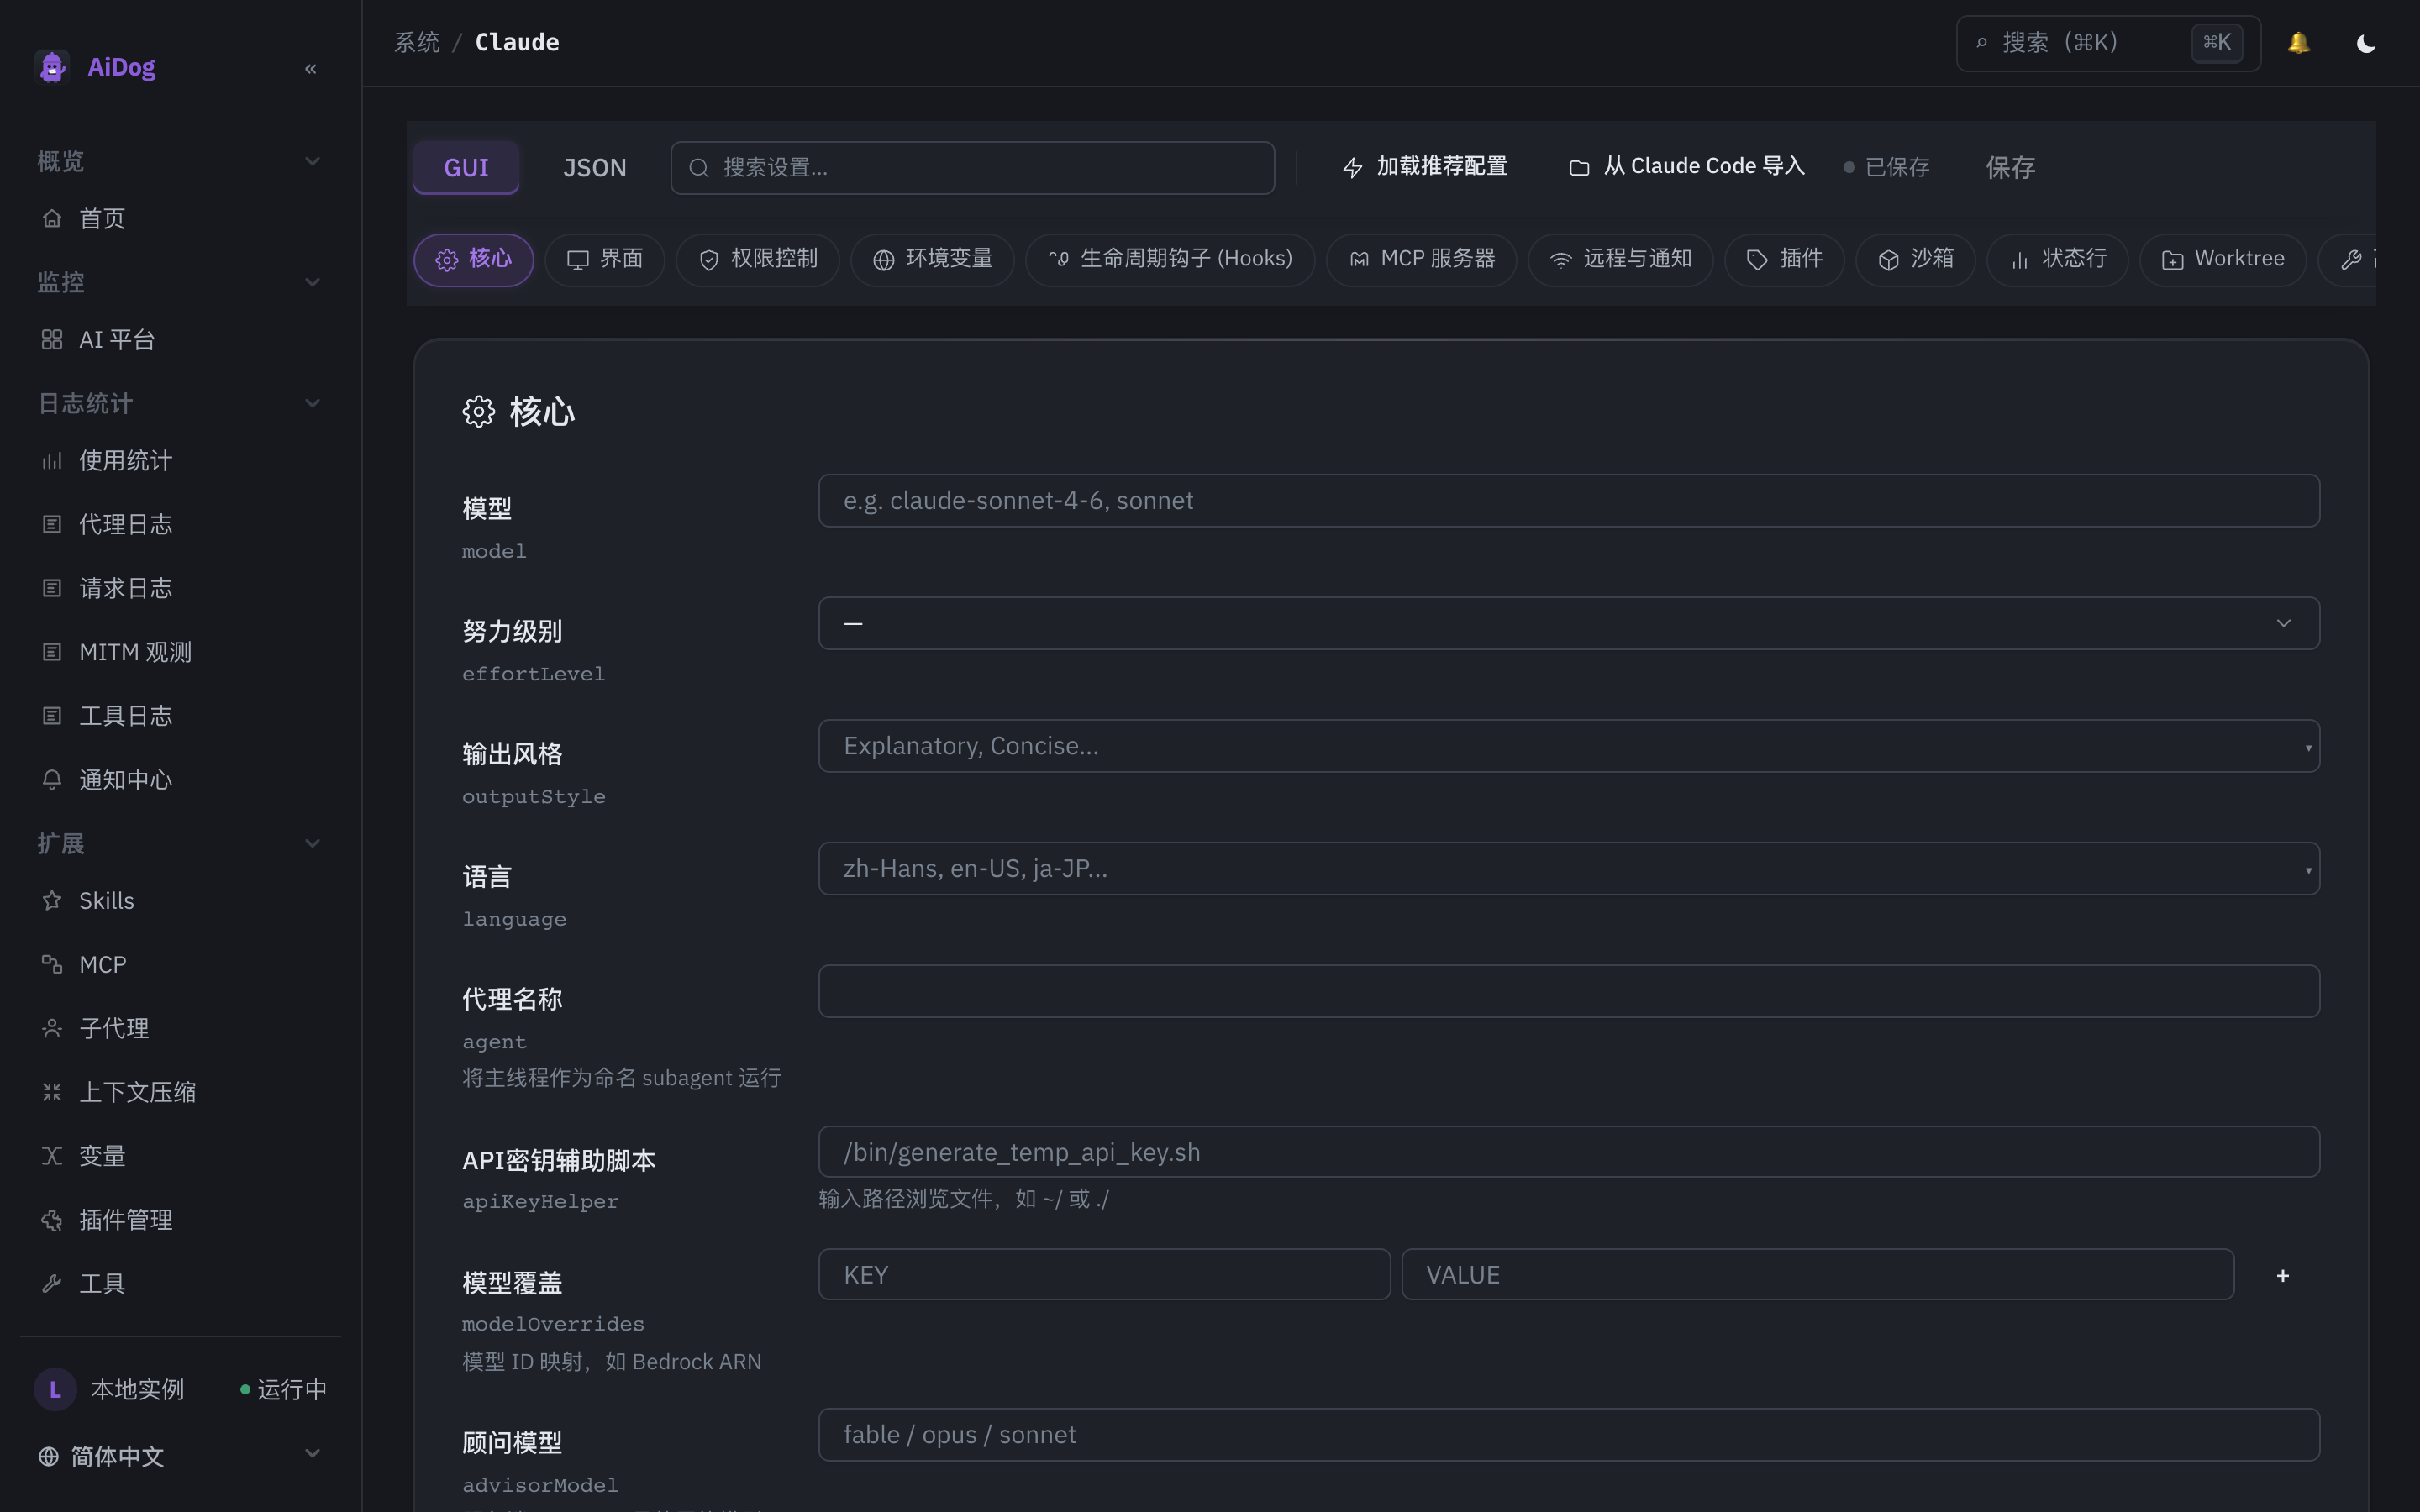 AiDog
«
概览
首页
监控
AI 平台
日志统计
使用统计
代理日志
请求日志
MITM 观测
工具日志
通知中心
扩展
Skills
MCP
子代理
上下文压缩
变量
插件管理
工具
L 本地实例 运行中
简体中文
系统 / Claude
搜索（⌘K） ⌘K
GUI JSON 搜索设置... 加载推荐配置 从 Claude Code 导入 已保存 保存
核心 界面 权限控制 环境变量 生命周期钩子 (Hooks) MCP 服务器 远程与通知 插件 沙箱 状态行 Worktree
核心
模型
model
e.g. claude-sonnet-4-6, sonnet
努力级别
effortLevel
—
输出风格
outputStyle
Explanatory, Concise...
语言
language
zh-Hans, en-US, ja-JP...
代理名称
agent
将主线程作为命名 subagent 运行
API密钥辅助脚本
apiKeyHelper
/bin/generate_temp_api_key.sh
输入路径浏览文件，如 ~/ 或 ./
模型覆盖
modelOverrides
模型 ID 映射，如 Bedrock ARN
KEY VALUE +
顾问模型
advisorModel
fable / opus / sonnet